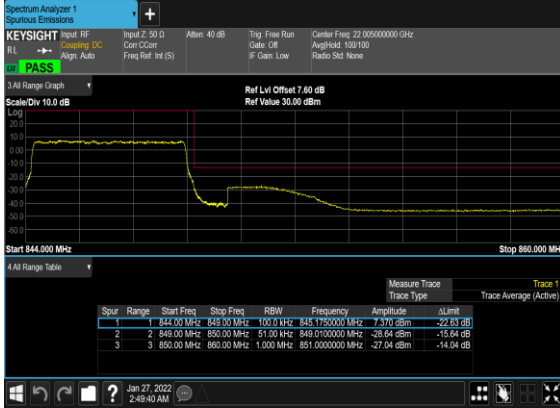 Spectrum Analyzer 1
Spurious Emissions
+
KEYSIGHT Input: RF Input Z: 50 Ω Atten: 40 dB Trig: Free Run Center Freq: 22.005000000 GHz
RL Coupling: DC Corr CCorr Gate: Off Avg|Hold: 100/100
Align: Auto Freq Ref: Int (S) IF Gain: Low Radio Std: None
LXI PASS
3 All Range Graph
Ref Lvl Offset 7.60 dB
Scale/Div 10.0 dB Ref Value 30.00 dBm
Log
20.0
10.0
0.00
-10.0
-20.0
-30.0
-40.0
-50.0
-60.0
Start 844.000 MHz Stop 860.000 MHz
4 All Range Table
Measure Trace Trace 1
Trace Type Trace Average (Active)
Spur Range Start Freq Stop Freq RBW Frequency Amplitude ΔLimit
1 1 844.00 MHz 849.00 MHz 100.0 kHz 845.1750000 MHz 7.370 dBm -22.63 dB
2 2 849.00 MHz 850.00 MHz 51.00 kHz 849.0100000 MHz -28.64 dBm -15.64 dB
3 3 850.00 MHz 860.00 MHz 1.000 MHz 851.0000000 MHz -27.04 dBm -14.04 dB
? Jan 27, 2022
2:49:40 AM